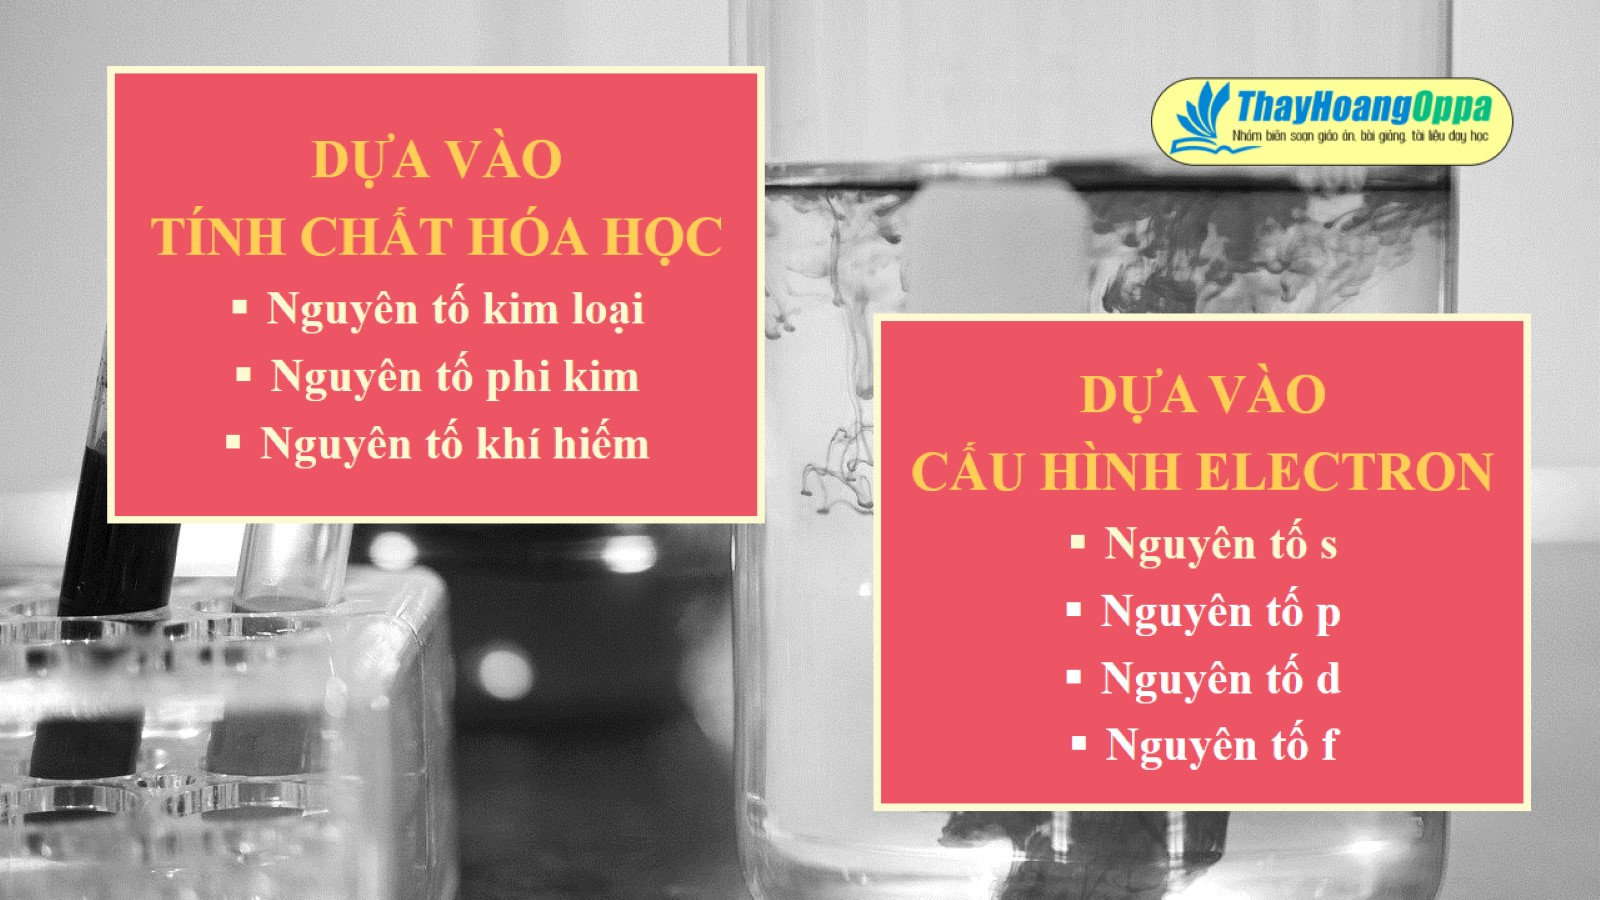 DỰA VÀO
TÍNH CHẤT HÓA HỌC
▪ Nguyên tố kim loại
▪ Nguyên tố phi kim
▪ Nguyên tố khí hiếm
ThayHoangOppa
Nhóm biên soạn giáo án, bài giảng, tài liệu dạy học
DỰA VÀO
CẤU HÌNH ELECTRON
▪ Nguyên tố s
▪ Nguyên tố p
▪ Nguyên tố d
▪ Nguyên tố f